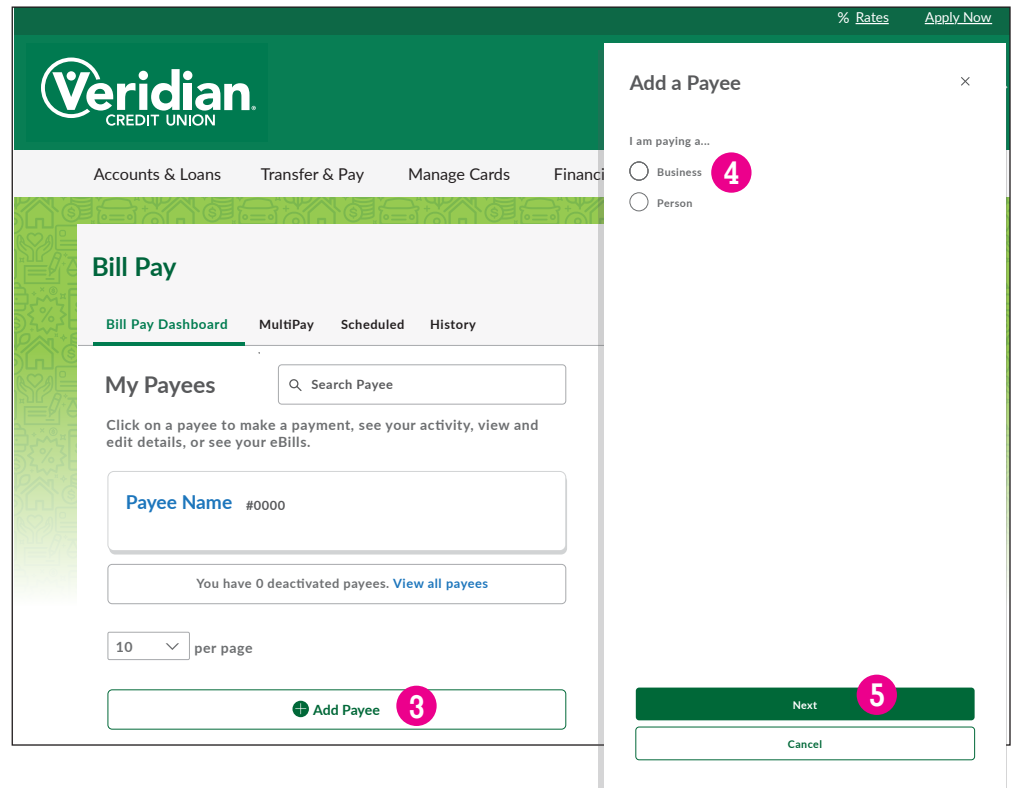 % Rates Apply Now
Veridian
CREDIT UNION
Accounts & Loans Transfer & Pay Manage Cards Financi
Bill Pay
Bill Pay Dashboard MultiPay Scheduled History
My Payees
Search Payee
Click on a payee to make a payment, see your activity, view and
edit details, or see your eBills.
Payee Name #0000
You have 0 deactivated payees. View all payees
10 per page
Add Payee 3
Add a Payee ×
I am paying a...
Business 4
Person
Next 5
Cancel